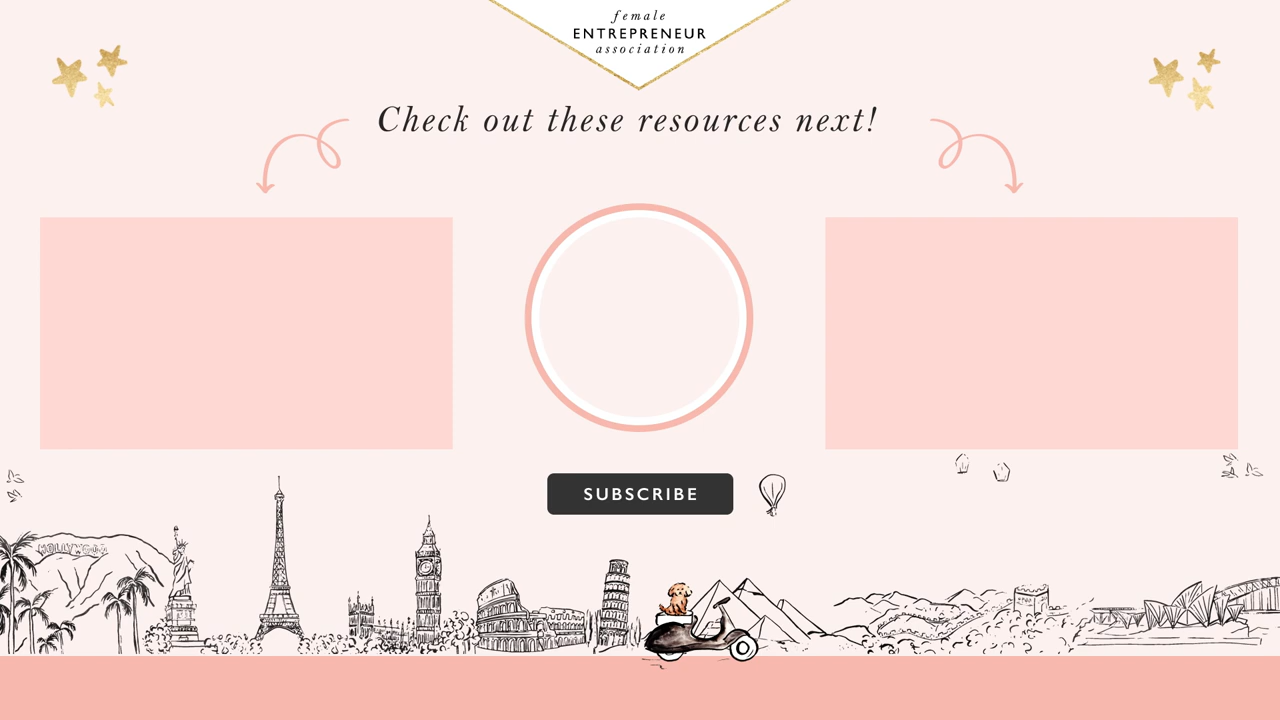 female
ENTREPRENEUR
association
Check out these resources next!
SUBSCRIBE
HOLLYWOOD